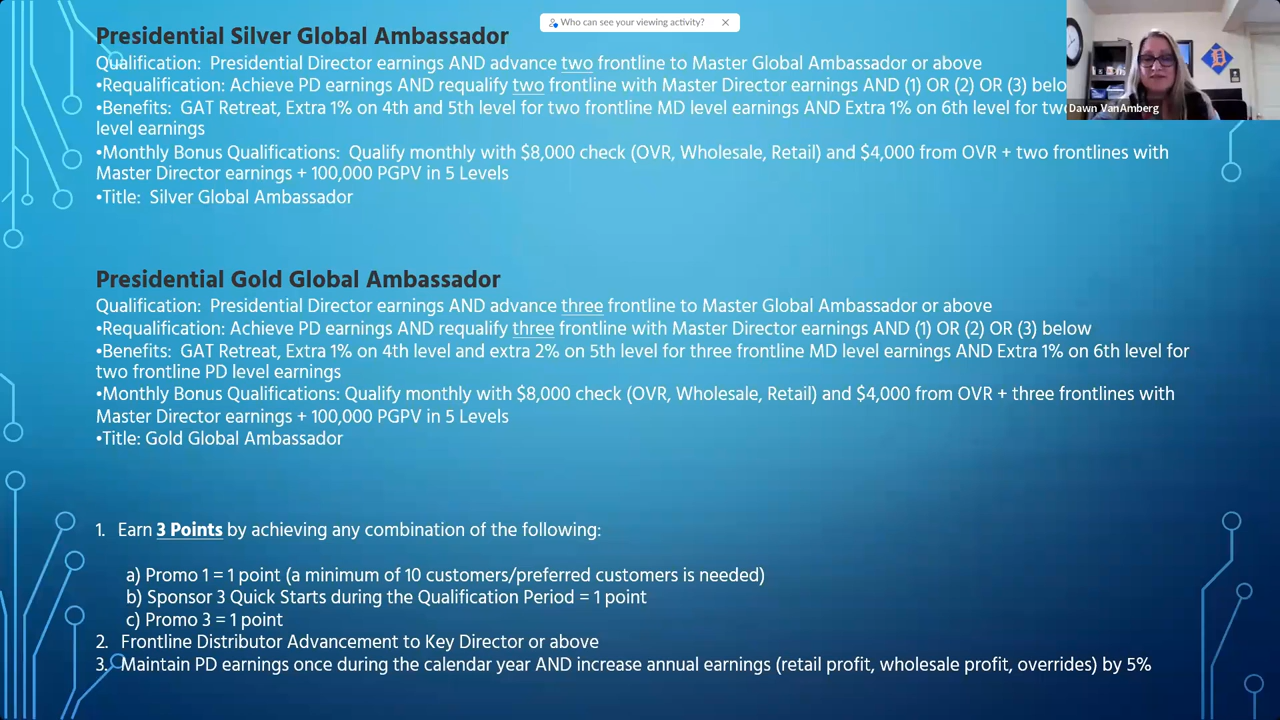 Who can see your viewing activity?
Presidential Silver Global Ambassador
Qualification: Presidential Director earnings AND advance two frontline to Master Global Ambassador or above
•Requalification: Achieve PD earnings AND requalify two frontline with Master Director earnings AND (1) OR (2) OR (3) belo
•Benefits: GAT Retreat, Extra 1% on 4th and 5th level for two frontline MD level earnings AND Extra 1% on 6th level for tw
level earnings
Dawn VanAmberg
•Monthly Bonus Qualifications: Qualify monthly with $8,000 check (OVR, Wholesale, Retail) and $4,000 from OVR + two frontlines with
Master Director earnings + 100,000 PGPV in 5 Levels
•Title: Silver Global Ambassador
Presidential Gold Global Ambassador
Qualification: Presidential Director earnings AND advance three frontline to Master Global Ambassador or above
•Requalification: Achieve PD earnings AND requalify three frontline with Master Director earnings AND (1) OR (2) OR (3) below
•Benefits: GAT Retreat, Extra 1% on 4th level and extra 2% on 5th level for three frontline MD level earnings AND Extra 1% on 6th level for
two frontline PD level earnings
•Monthly Bonus Qualifications: Qualify monthly with $8,000 check (OVR, Wholesale, Retail) and $4,000 from OVR + three frontlines with
Master Director earnings + 100,000 PGPV in 5 Levels
•Title: Gold Global Ambassador
1. Earn 3 Points by achieving any combination of the following:
a) Promo 1 = 1 point (a minimum of 10 customers/preferred customers is needed)
b) Sponsor 3 Quick Starts during the Qualification Period = 1 point
c) Promo 3 = 1 point
2. Frontline Distributor Advancement to Key Director or above
3. Maintain PD earnings once during the calendar year AND increase annual earnings (retail profit, wholesale profit, overrides) by 5%